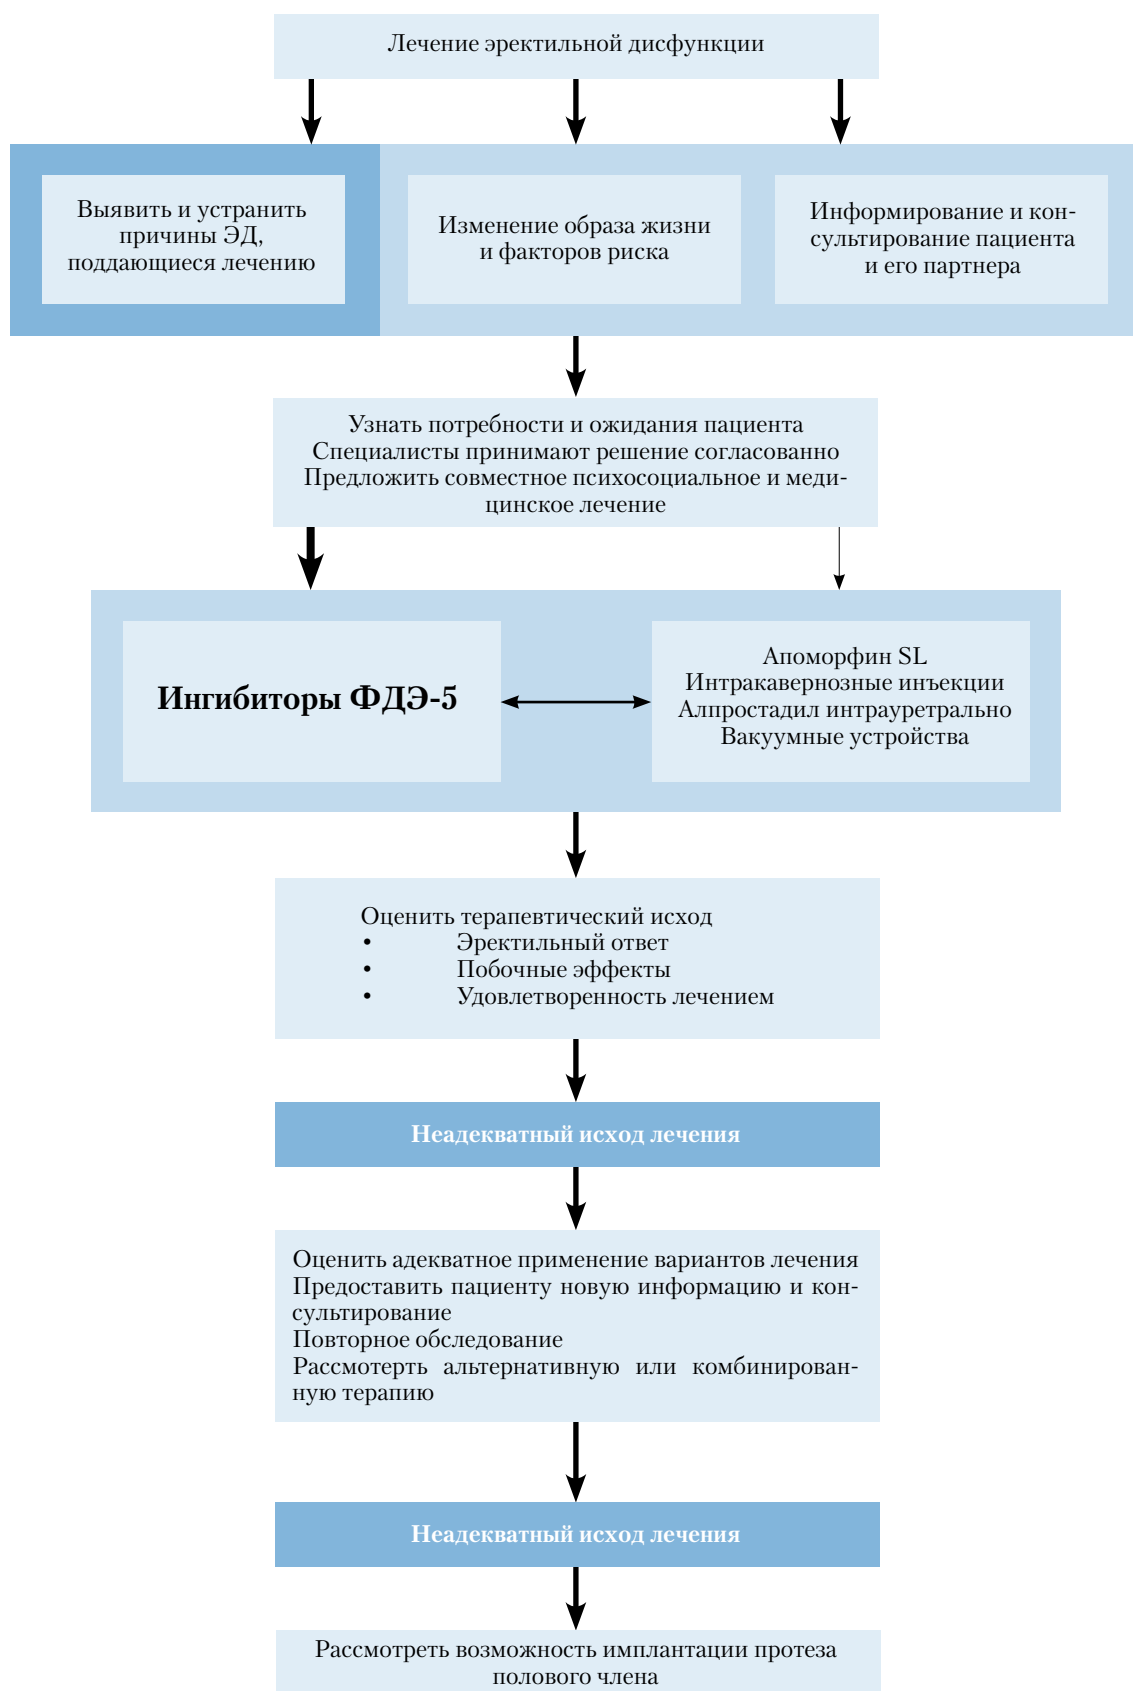 Лечение эректильной дисфункции
Выявить и устранить
причины ЭД,
поддающиеся лечению
Изменение образа жизни
и факторов риска
Информирование и кон-
сультирование пациента
и его партнера
Узнать потребности и ожидания пациента
Специалисты принимают решение согласованно
Предложить совместное психосоциальное и меди-
цинское лечение
Ингибиторы ФДЭ-5
Апоморфин SL
Интракавернозные инъекции
Алпростадил интрауретрально
Вакуумные устройства
Оценить терапевтический исход
• Эректильный ответ
• Побочные эффекты
• Удовлетворенность лечением
Неадекватный исход лечения
Оценить адекватное применение вариантов лечения
Предоставить пациенту новую информацию и кон-
сультирование
Повторное обследование
Рассмотерть альтернативную или комбинирован-
ную терапию
Неадекватный исход лечения
Рассмотреть возможность имплантации протеза
полового члена